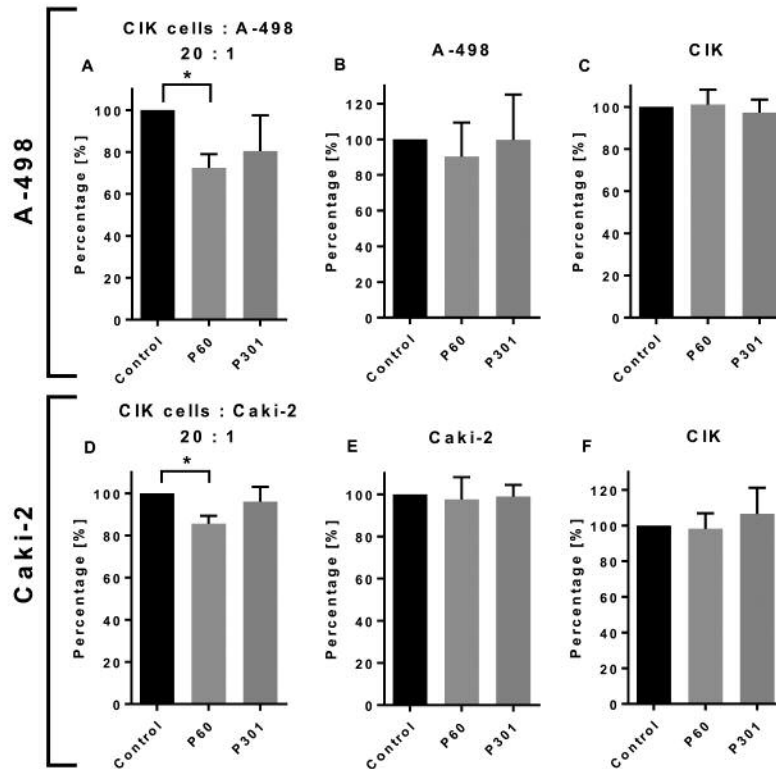 A-498
CIK cells : A-498
20 : 1
A
*
Percentage [%]
100
80
60
40
20
0
Control
P60
P301
A-498
B
Percentage [%]
120
100
80
60
40
20
0
Control
P60
P301
CIK
C
Percentage [%]
100
80
60
40
20
0
Control
P60
P301
Caki-2
CIK cells : Caki-2
20 : 1
D
*
Percentage [%]
100
80
60
40
20
0
Control
P60
P301
Caki-2
E
Percentage [%]
100
80
60
40
20
0
Control
P60
P301
CIK
F
Percentage [%]
120
100
80
60
40
20
0
Control
P60
P301